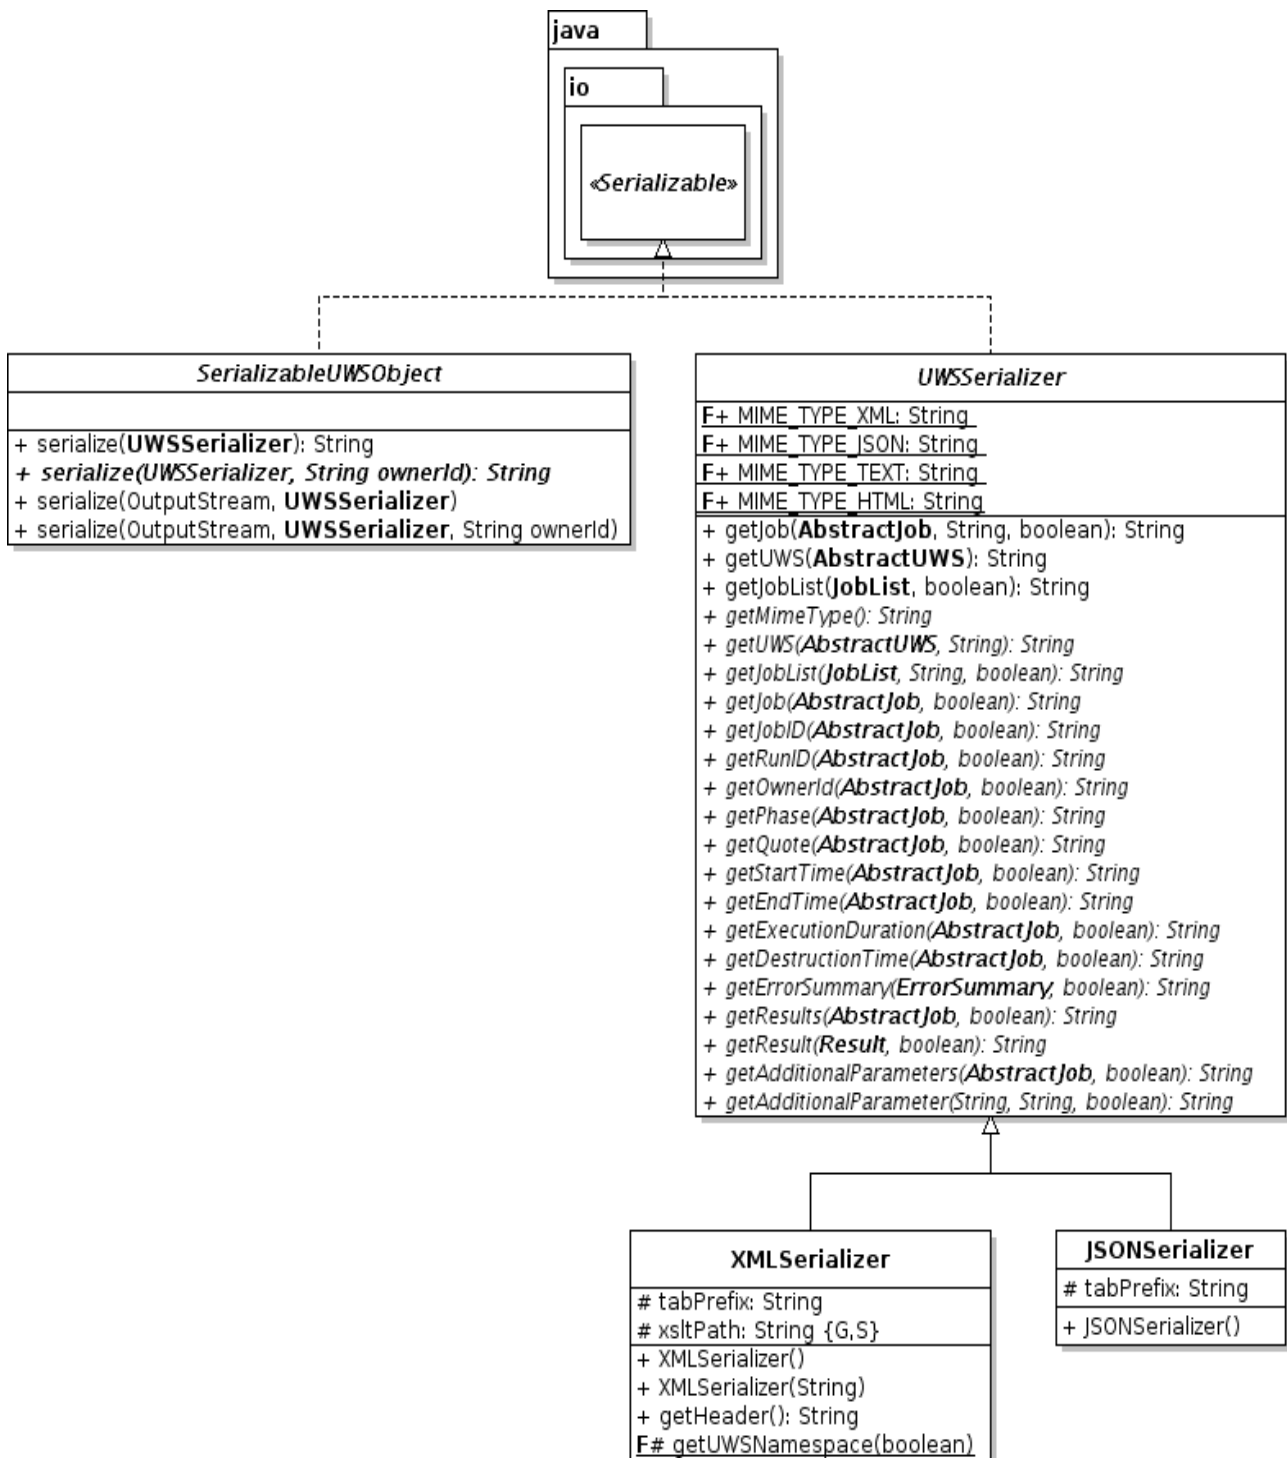 java
io
«Serializable»
SerializableUWSObject
+ serialize(UWSSerializer): String
+ serialize(UWSSerializer, String ownerId): String
+ serialize(OutputStream, UWSSerializer)
+ serialize(OutputStream, UWSSerializer, String ownerId)
UWSSerializer
F+ MIME_TYPE_XML: String
F+ MIME_TYPE_JSON: String
F+ MIME_TYPE_TEXT: String
F+ MIME_TYPE_HTML: String
+ getJob(AbstractJob, String, boolean): String
+ getUWS(AbstractUWS): String
+ getJobList(JobList, boolean): String
+ getMimeType(): String
+ getUWS(AbstractUWS, String): String
+ getJobList(JobList, String, boolean): String
+ getJob(AbstractJob, boolean): String
+ getJobID(AbstractJob, boolean): String
+ getRunID(AbstractJob, boolean): String
+ getOwnerId(AbstractJob, boolean): String
+ getPhase(AbstractJob, boolean): String
+ getQuote(AbstractJob, boolean): String
+ getStartTime(AbstractJob, boolean): String
+ getEndTime(AbstractJob, boolean): String
+ getExecutionDuration(AbstractJob, boolean): String
+ getDestructionTime(AbstractJob, boolean): String
+ getErrorSummary(ErrorSummary, boolean): String
+ getResults(AbstractJob, boolean): String
+ getResult(Result, boolean): String
+ getAdditionalParameters(AbstractJob, boolean): String
+ getAdditionalParameter(String, String, boolean): String
XMLSerializer
# tabPrefix: String
# xsltPath: String {G,S}
+ XMLSerializer()
+ XMLSerializer(String)
+ getHeader(): String
F# getUWSNamespace(boolean)
JSONSerializer
# tabPrefix: String
+ JSONSerializer()